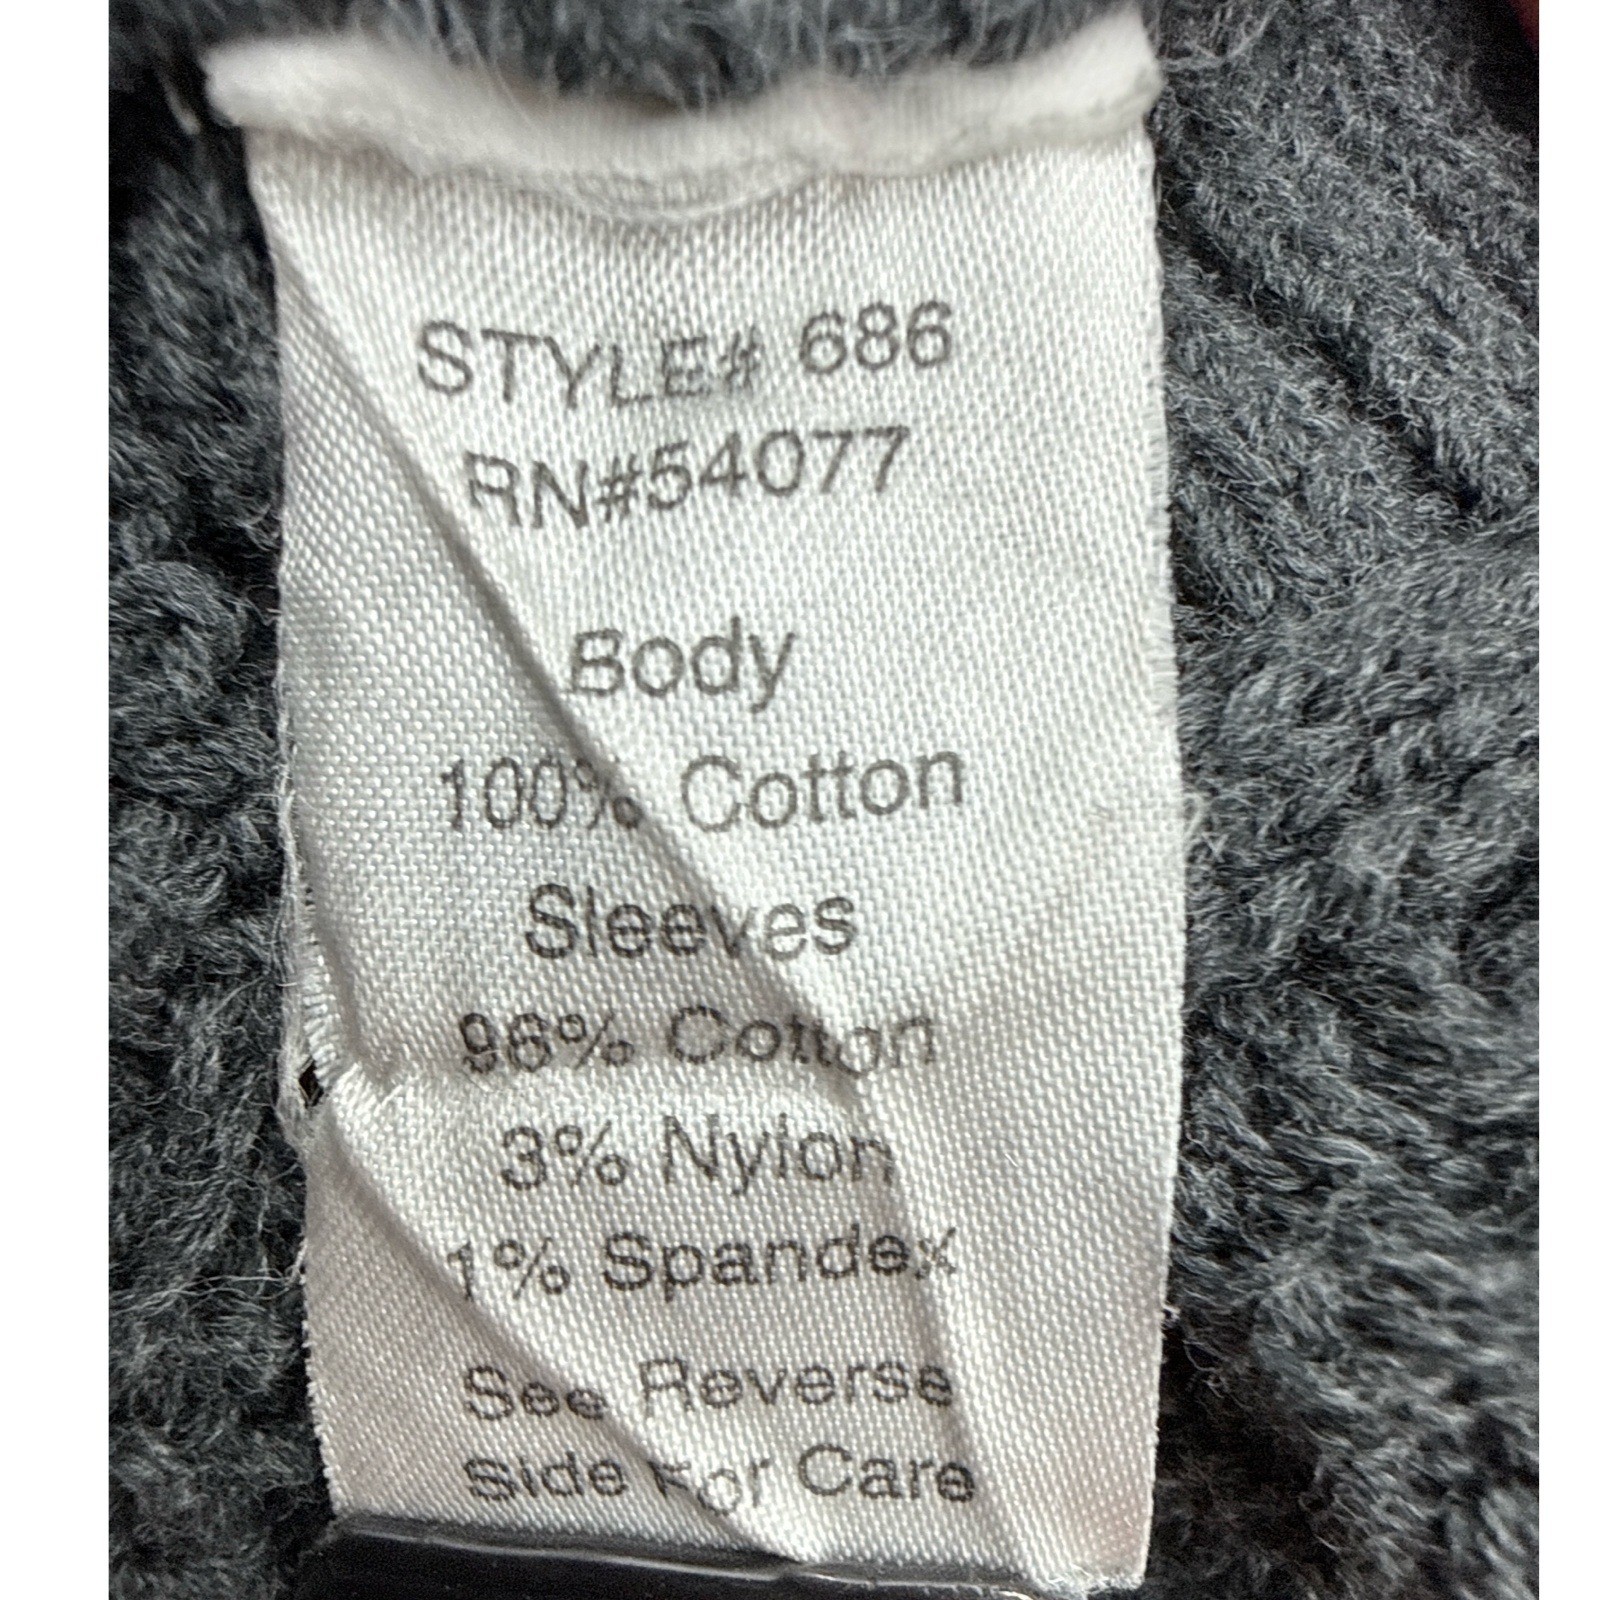 STYLE# 686
RN#54077
Body
100% Cotton
Sleeves
96% Cotton
3% Nylon
1% Spandex
See Reverse
Side For Care